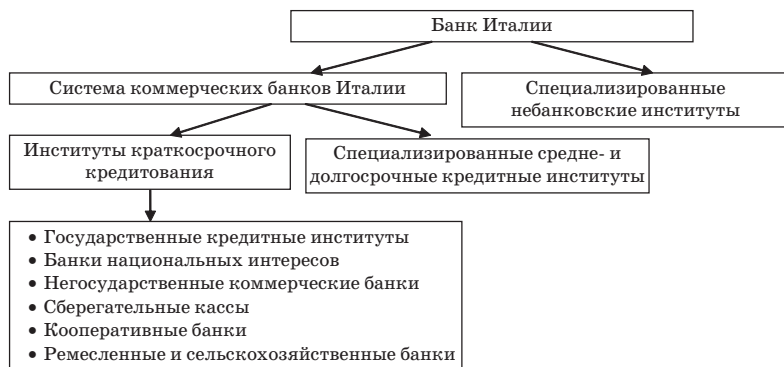 Банк Италии
Система коммерческих банков Италии
Специализированные
небанковские институты
Институты краткосрочного
кредитования
Специализированные средне- и
долгосрочные кредитные институты
• Государственные кредитные институты
• Банки национальных интересов
• Негосударственные коммерческие банки
• Сберегательные кассы
• Кооперативные банки
• Ремесленные и сельскохозяйственные банки